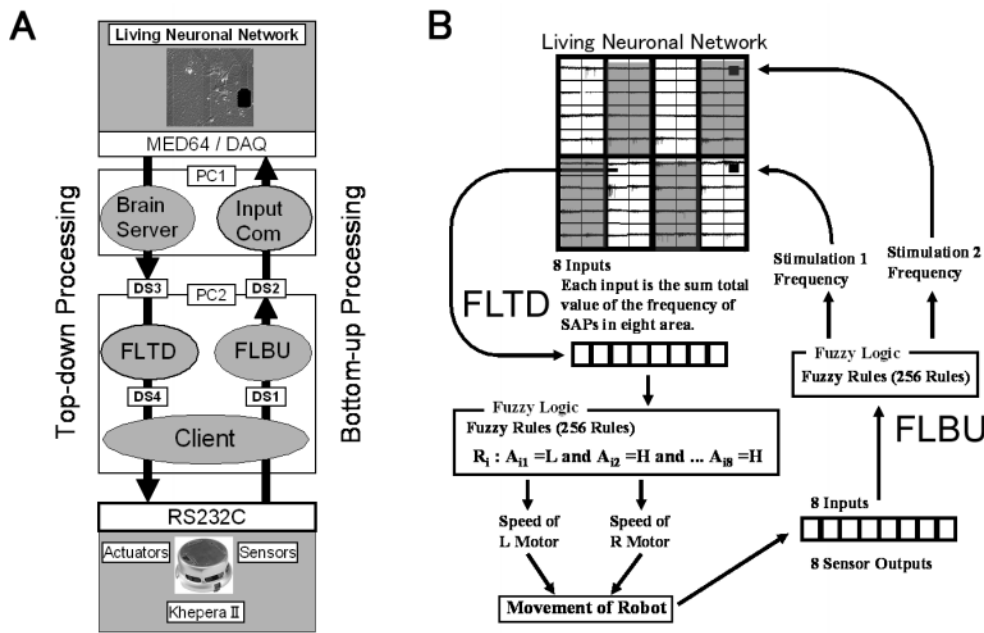 A
Living Neuronal Network
MED64 / DAQ
PC1
Brain
Server
Input
Com
DS3
DS2
PC2
FLTD
FLBU
DS4
DS1
Client
RS232C
Actuators
Sensors
Khepera Ⅱ
Top-down Processing
Bottom-up Processing
B
Living Neuronal Network
8 Inputs
Each input is the sum total
value of the frequency of
SAPs in eight area.
FLTD
Fuzzy Logic
Fuzzy Rules (256 Rules)
Ri : Ai1 =L and Ai2 =H and ... Ai8 =H
Speed of
L Motor
Speed of
R Motor
Movement of Robot
Stimulation 1
Frequency
Stimulation 2
Frequency
Fuzzy Logic
Fuzzy Rules (256 Rules)
FLBU
8 Inputs
8 Sensor Outputs